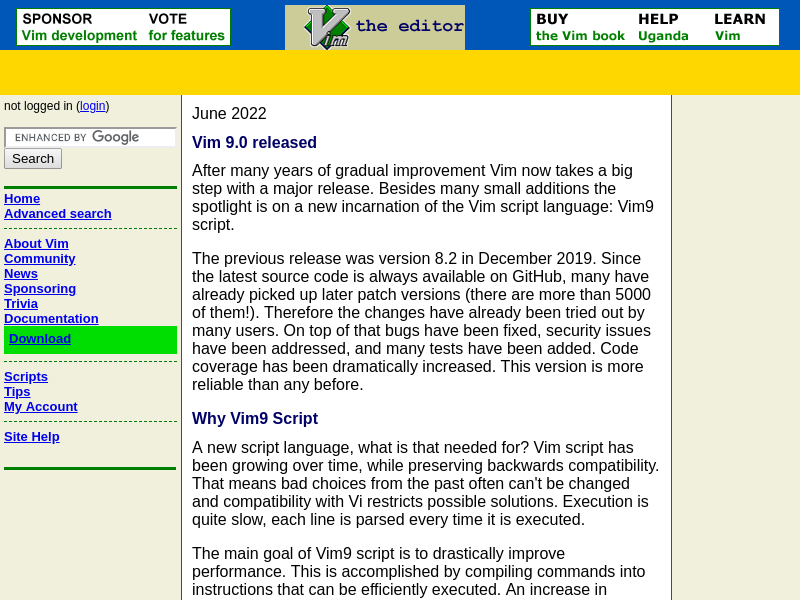 SPONSOR VOTE
Vim development for features
Vim the editor
BUY HELP LEARN
the Vim book Uganda Vim
not logged in (login)
ENHANCED BY Google
Search
Home
Advanced search
About Vim
Community
News
Sponsoring
Trivia
Documentation
Download
Scripts
Tips
My Account
Site Help
June 2022
Vim 9.0 released
After many years of gradual improvement Vim now takes a big
step with a major release. Besides many small additions the
spotlight is on a new incarnation of the Vim script language: Vim9
script.
The previous release was version 8.2 in December 2019. Since
the latest source code is always available on GitHub, many have
already picked up later patch versions (there are more than 5000
of them!). Therefore the changes have already been tried out by
many users. On top of that bugs have been fixed, security issues
have been addressed, and many tests have been added. Code
coverage has been dramatically increased. This version is more
reliable than any before.
Why Vim9 Script
A new script language, what is that needed for? Vim script has
been growing over time, while preserving backwards compatibility.
That means bad choices from the past often can't be changed
and compatibility with Vi restricts possible solutions. Execution is
quite slow, each line is parsed every time it is executed.
The main goal of Vim9 script is to drastically improve
performance. This is accomplished by compiling commands into
instructions that can be efficiently executed. An increase in